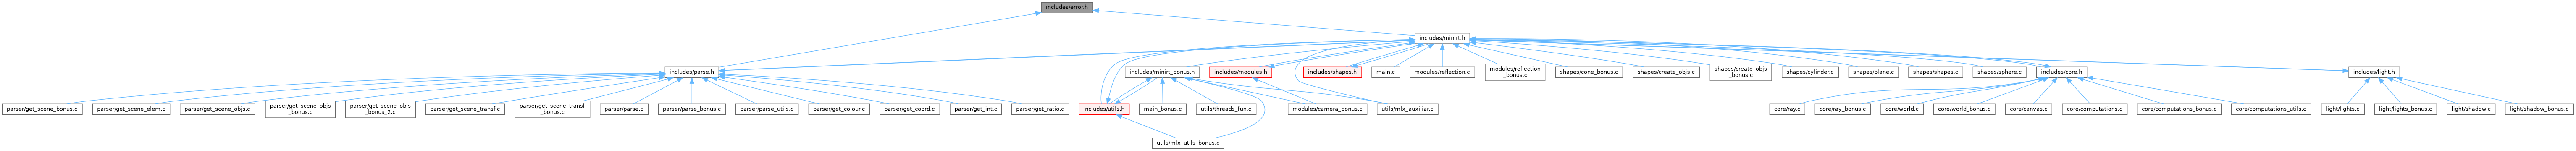 includes/error.h
includes/minirt.h
includes/parse.h
includes/minirt_bonus.h
includes/modules.h
includes/shapes.h
main.c
modules/reflection.c
modules/reflection
_bonus.c
shapes/cone_bonus.c
shapes/create_objs.c
shapes/create_objs
_bonus.c
shapes/cylinder.c
shapes/plane.c
shapes/shapes.c
shapes/sphere.c
includes/core.h
includes/light.h
parser/get_scene_bonus.c
parser/get_scene_elem.c
parser/get_scene_objs.c
parser/get_scene_objs
_bonus.c
parser/get_scene_objs
_bonus_2.c
parser/get_scene_transf.c
parser/get_scene_transf
_bonus.c
parser/parse.c
parser/parse_bonus.c
parser/parse_utils.c
parser/get_colour.c
parser/get_coord.c
parser/get_int.c
parser/get_ratio.c
includes/utils.h
main_bonus.c
utils/threads_fun.c
modules/camera_bonus.c
utils/mlx_auxiliar.c
core/ray.c
core/ray_bonus.c
core/world.c
core/world_bonus.c
core/canvas.c
core/computations.c
core/computations_bonus.c
core/computations_utils.c
light/lights.c
light/lights_bonus.c
light/shadow.c
light/shadow_bonus.c
utils/mlx_utils_bonus.c